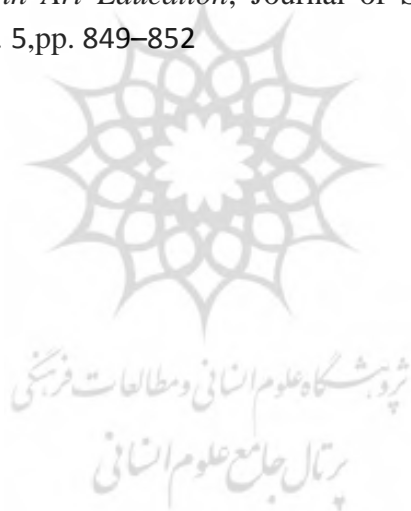 in Art Education, Journal of S
. 5,pp. 849–852
پژوهشگاه علوم انسانی و مطالعات فرهنگی
پرتال جامع علوم انسانی